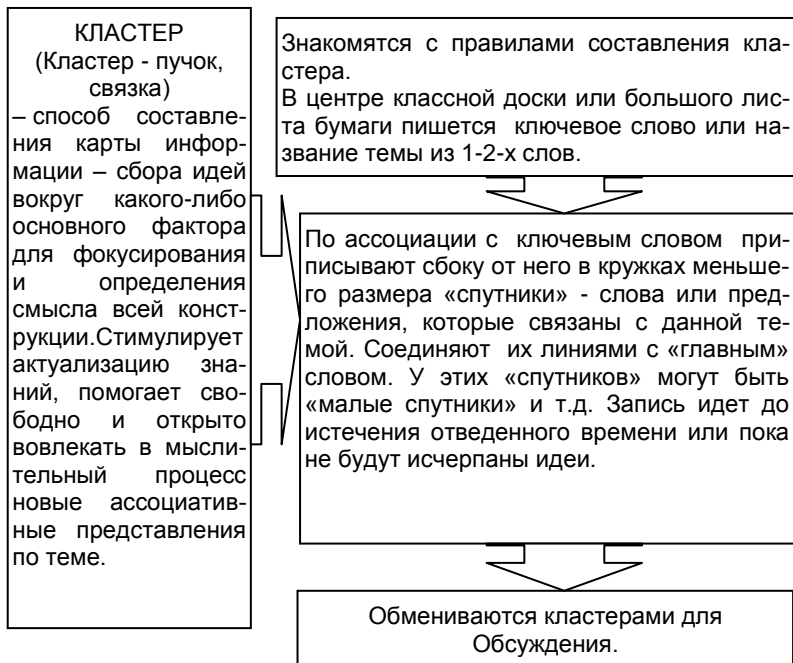 КЛАСТЕР
(Кластер - пучок,
связка)
– способ составле-
ния карты инфор-
мации – сбора идей
вокруг какого-либо
основного фактора
для фокусирования
и определения
смысла всей конст-
рукции.Стимулирует
актуализацию зна-
ний, помогает сво-
бодно и открыто
вовлекать в мысли-
тельный процесс
новые ассоциатив-
ные представления
по теме.
Знакомятся с правилами составления кла-
стера.
В центре классной доски или большого лис-
та бумаги пишется ключевое слово или на-
звание темы из 1-2-х слов.
По ассоциации с ключевым словом при-
писывают сбоку от него в кружках меньше-
го размера «спутники» - слова или пред-
ложения, которые связаны с данной те-
мой. Соединяют их линиями с «главным»
словом. У этих «спутников» могут быть
«малые спутники» и т.д. Запись идет до
истечения отведенного времени или пока
не будут исчерпаны идеи.
Обмениваются кластерами для
Обсуждения.